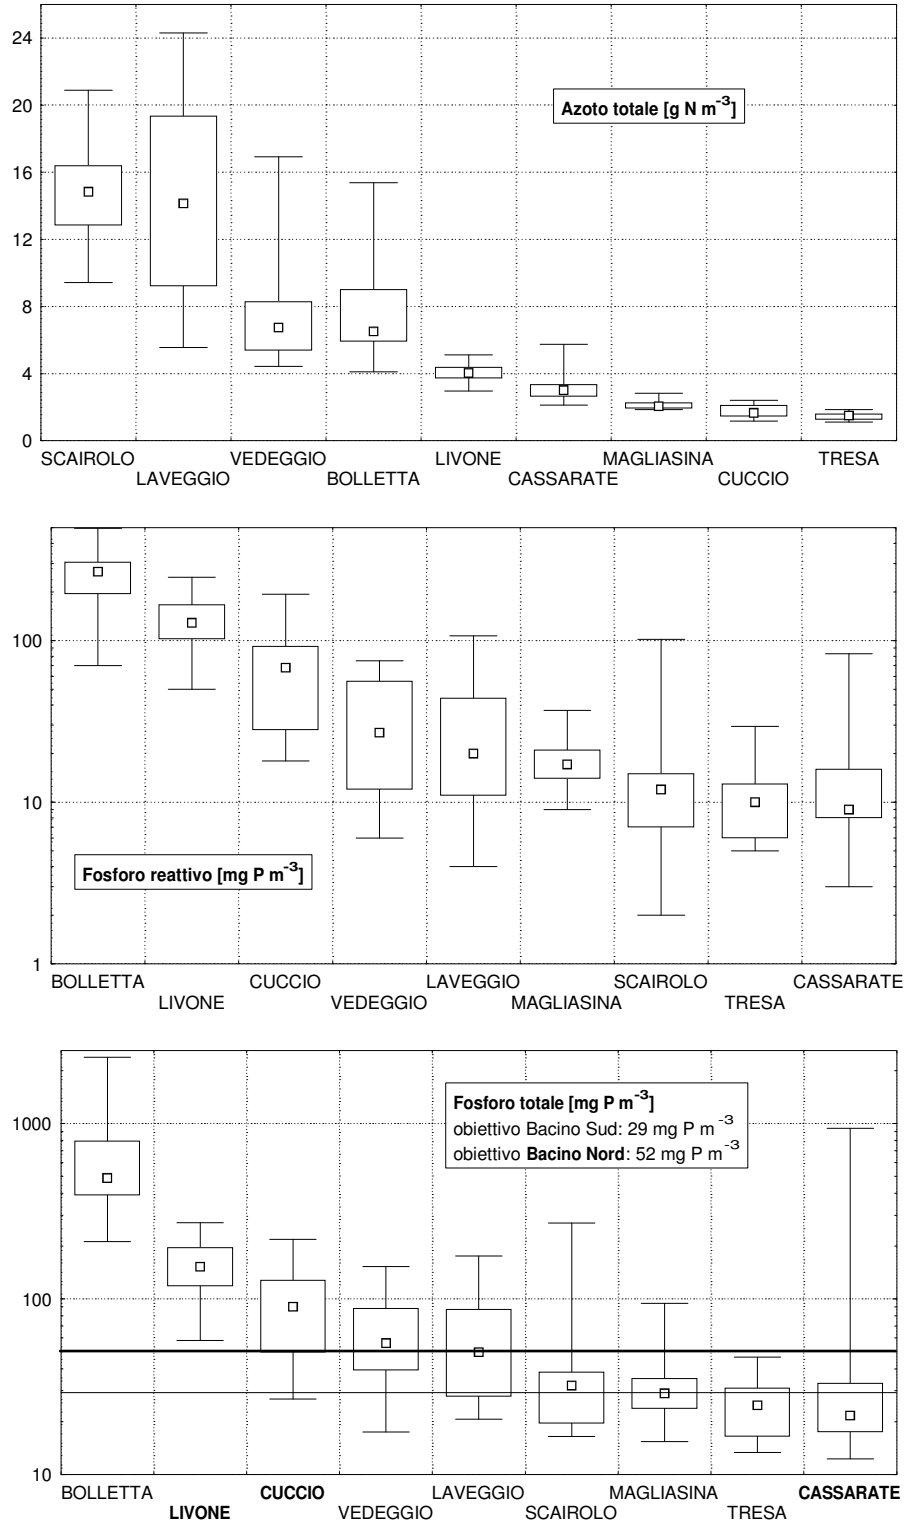 24
20
16
12
8
4
0
Azoto totale [g N m⁻³]
SCAIROLO VEDEGGIO LIVONE MAGLIASINA TRESA
LAVEGGIO BOLLETTA CASSARATE CUCCIO
100
10
1
Fosforo reattivo [mg P m⁻³]
BOLLETTA CUCCIO LAVEGGIO SCAIROLO CASSARATE
LIVONE VEDEGGIO MAGLIASINA TRESA
1000
100
10
Fosforo totale [mg P m⁻³]
obiettivo Bacino Sud: 29 mg P m⁻³
obiettivo Bacino Nord: 52 mg P m⁻³
BOLLETTA CUCCIO LAVEGGIO MAGLIASINA CASSARATE
LIVONE VEDEGGIO SCAIROLO TRESA